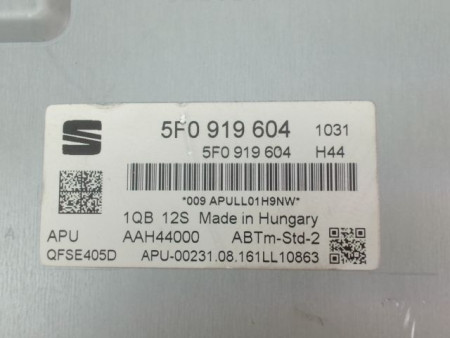 5F0 919 604 1031
5F0 919 604 H44
*009 APULL01H9NW*
1QB 12S Made in Hungary
APU AAH44000 ABTm-Std-2
QFSE405D APU-00231.08.161LL10863